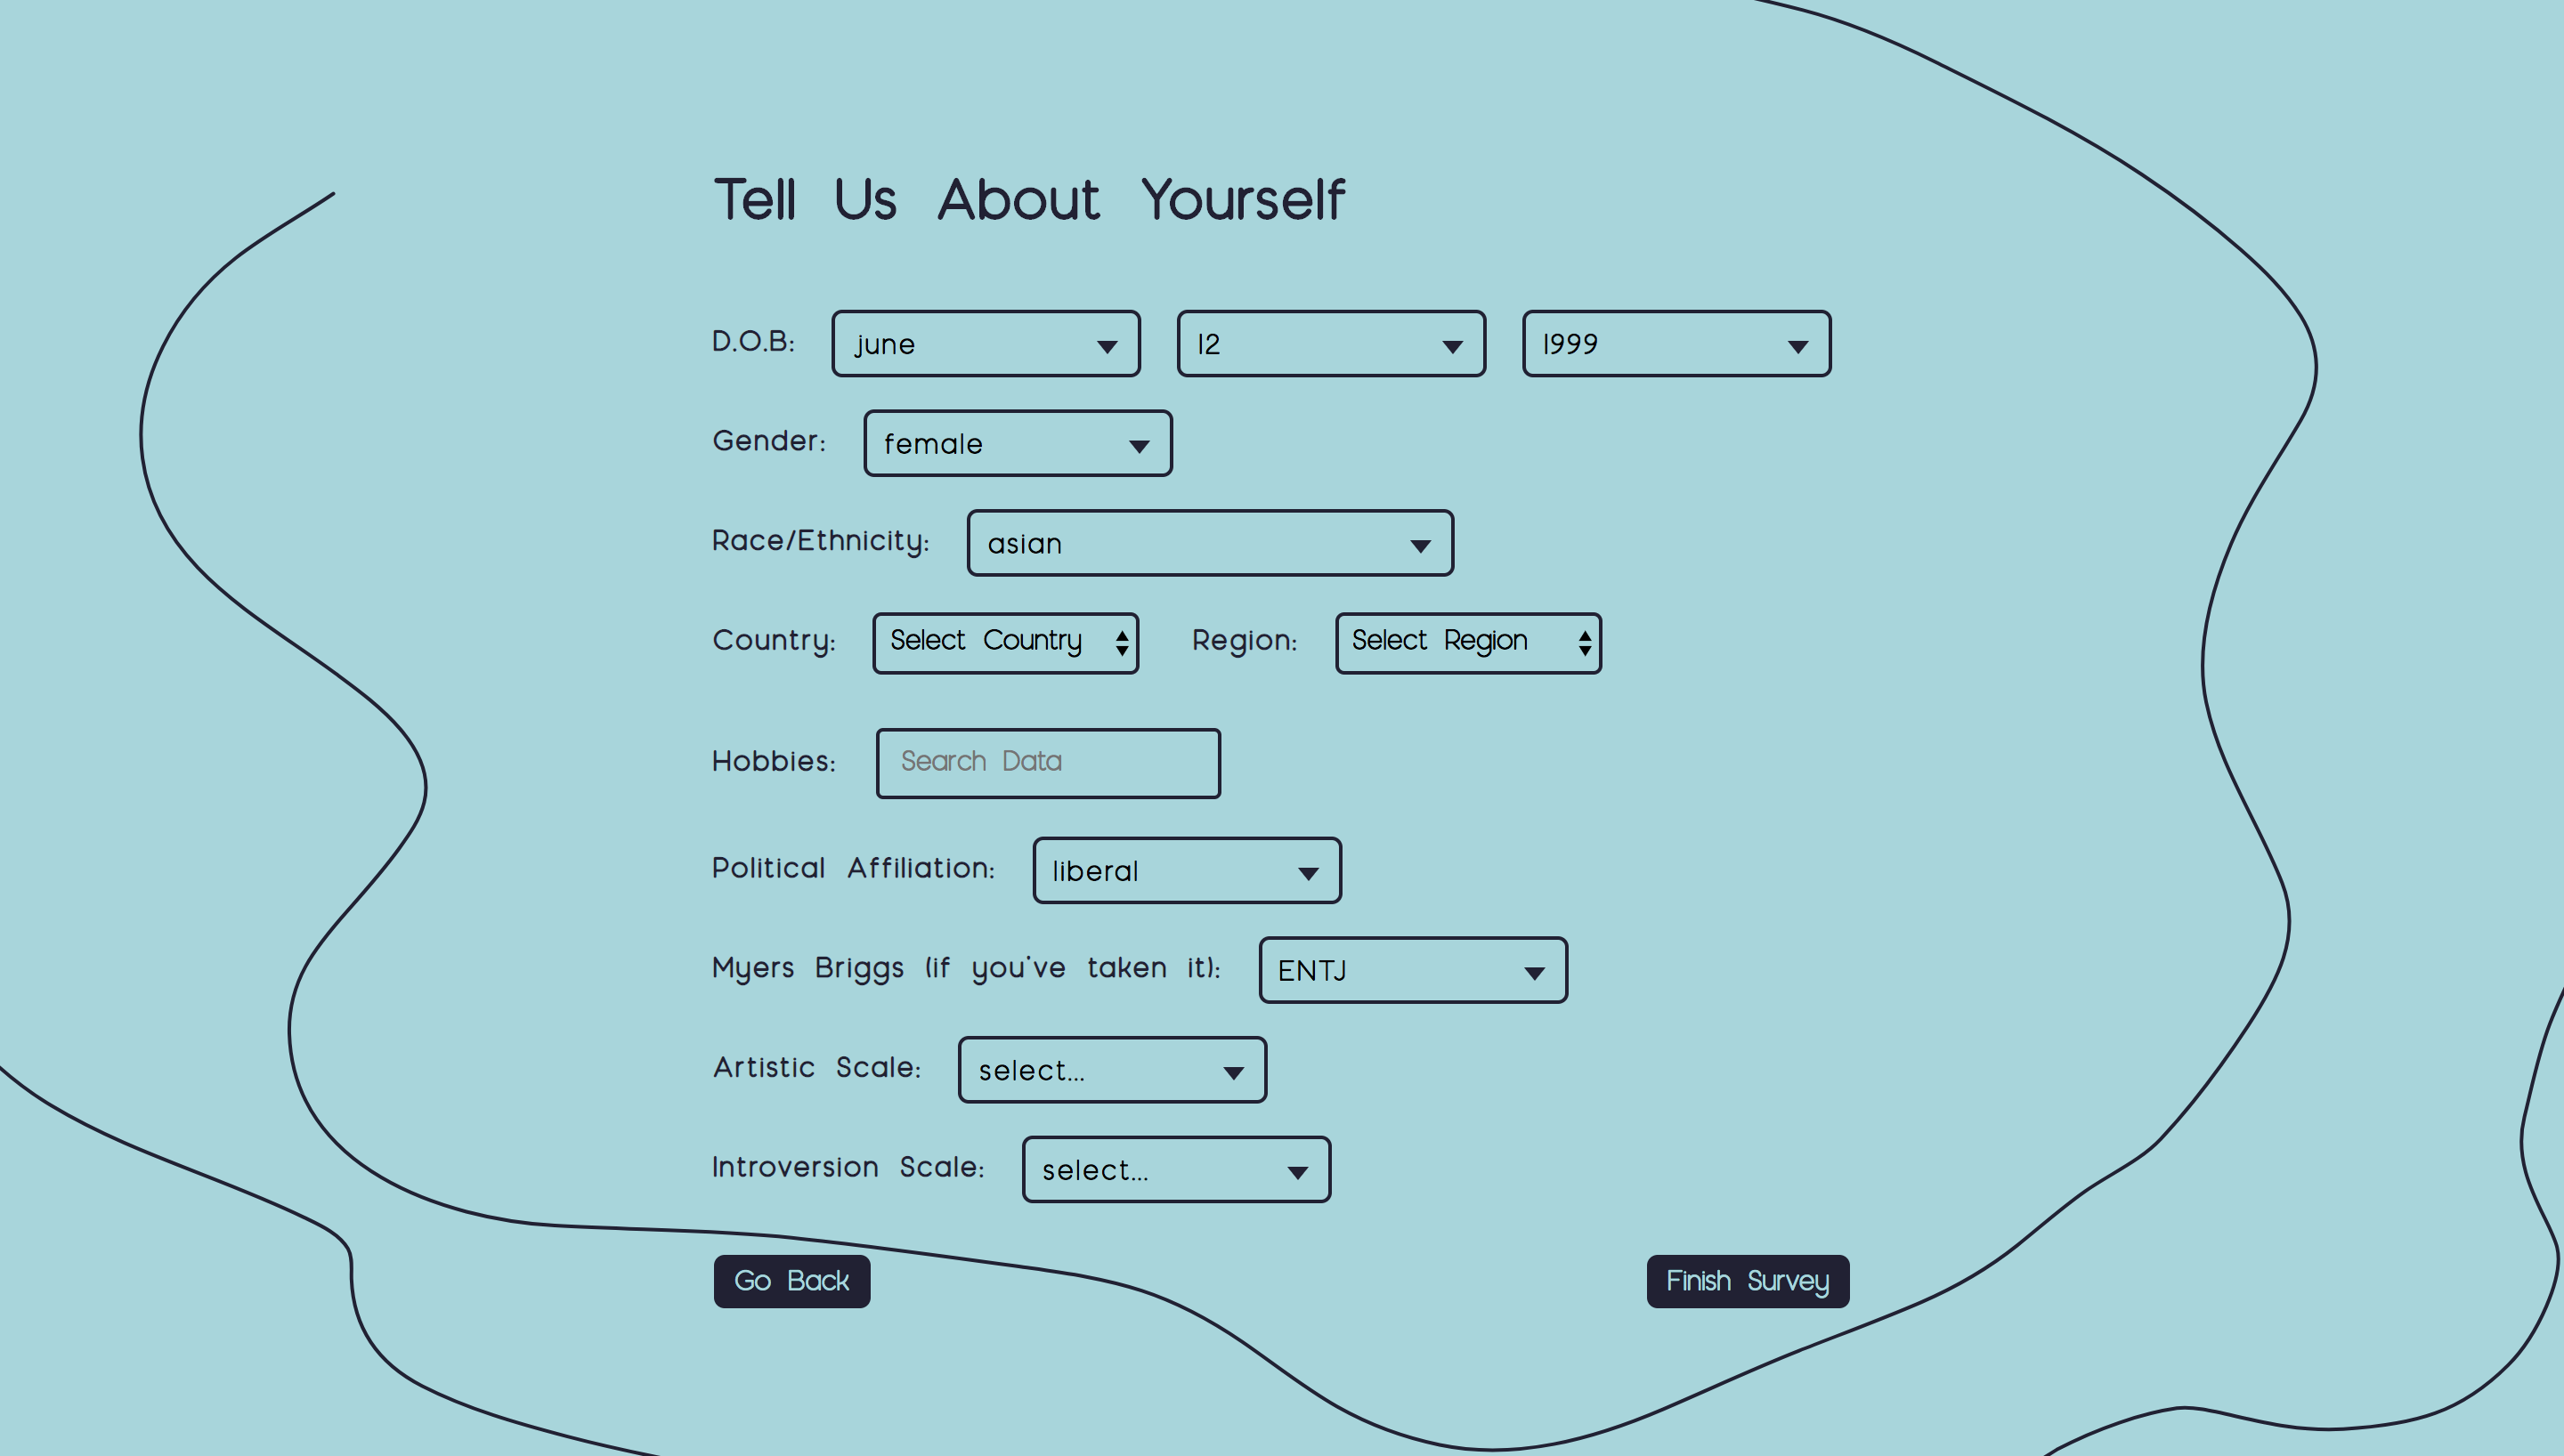 Tell Us About Yourself
D.O.B: june 12 1999
Gender: female
Race/Ethnicity: asian
Country: Select Country Region: Select Region
Hobbies: Search Data
Political Affiliation: liberal
Myers Briggs (if you've taken it): ENTJ
Artistic Scale: select...
Introversion Scale: select...
Go Back Finish Survey